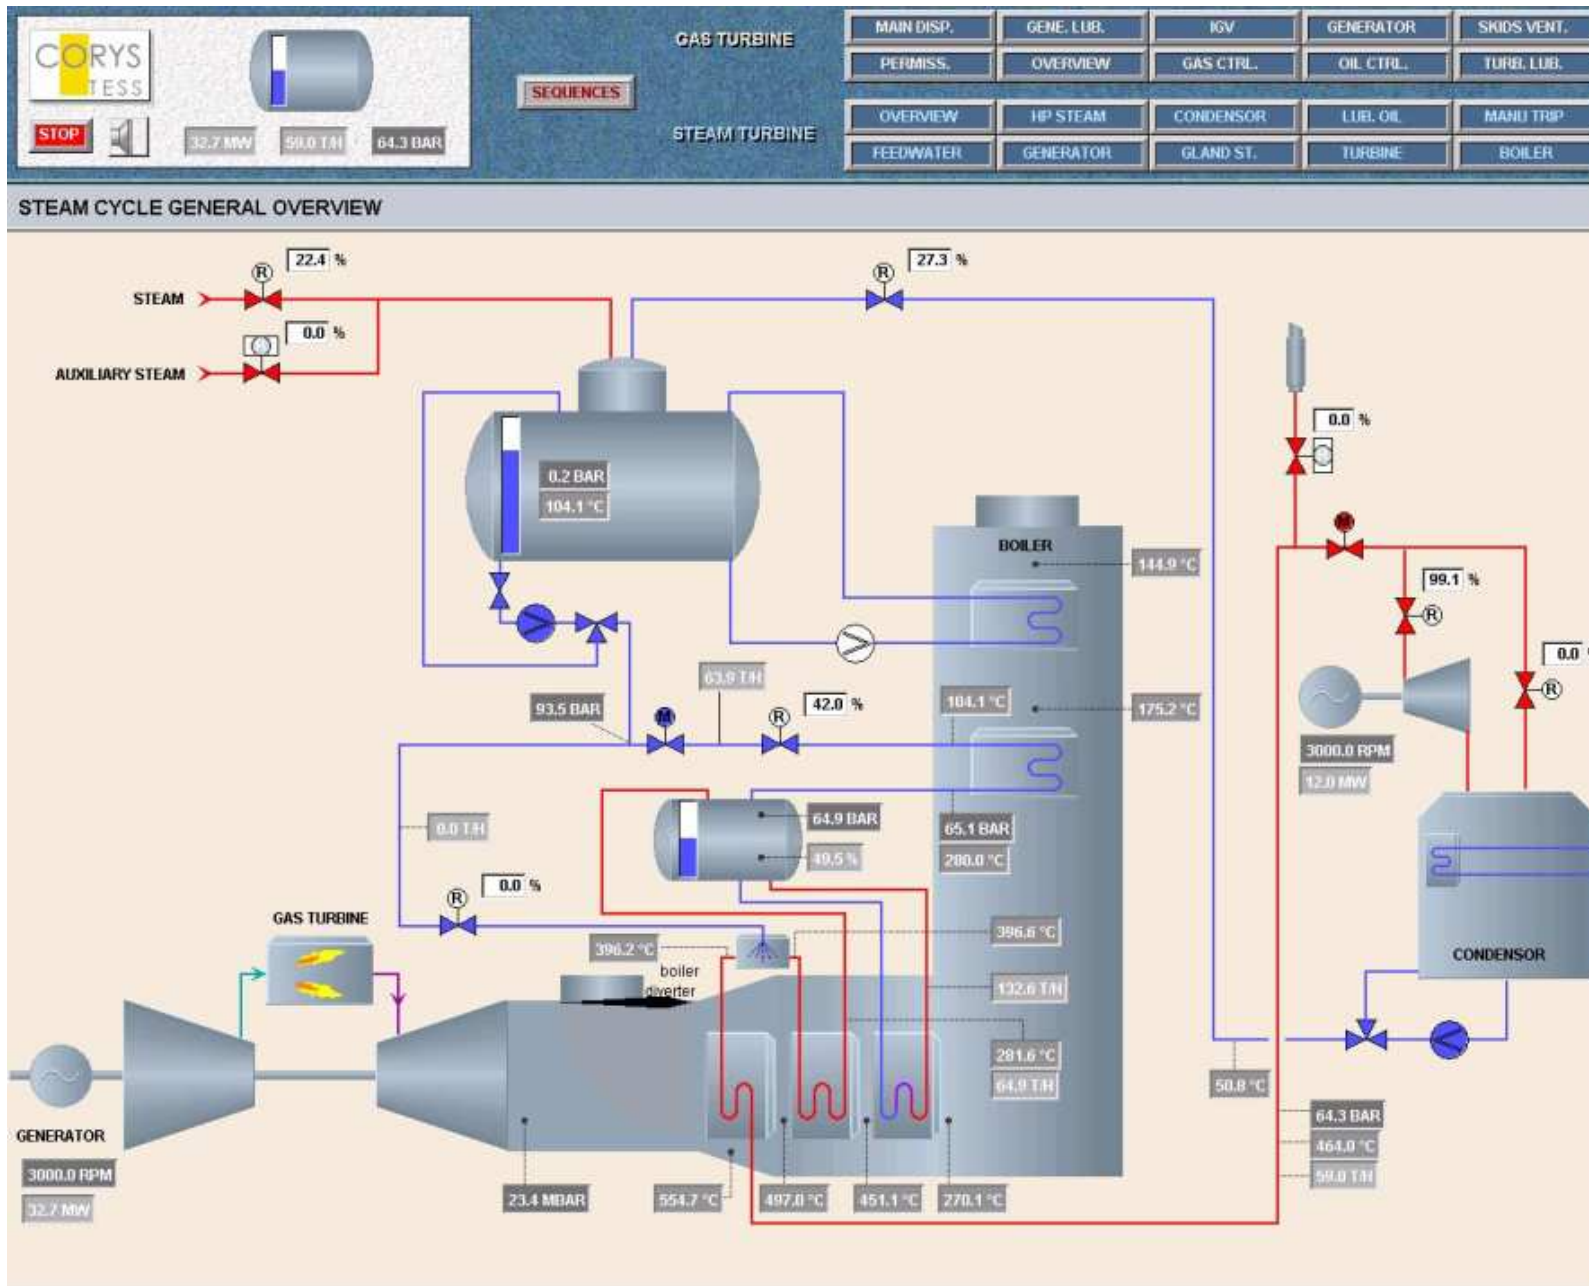 CORYS
TESS
STOP
32.7 MW
59.0 T/H
64.3 BAR
SEQUENCES
GAS TURBINE
MAIN DISP.
GENE. LUB.
IGV
GENERATOR
SKIDS VENT.
PERMISS.
OVERVIEW
GAS CTRL.
OIL CTRL.
TURB. LUB.
STEAM TURBINE
OVERVIEW
HP STEAM
CONDENSOR
LUB. OIL
MANU TRIP
FEEDWATER
GENERATOR
GLAND ST.
TURBINE
BOILER
STEAM CYCLE GENERAL OVERVIEW
22.4 %
R
STEAM
0.0 %
AUXILIARY STEAM
27.3 %
R
0.0 %
M
99.1 %
R
0.0 %
R
0.2 BAR
104.1 °C
BOILER
144.9 °C
63.9 T/H
93.5 BAR
M
R
42.0 %
104.1 °C
175.2 °C
3000.0 RPM
12.0 MW
0.0 T/H
64.9 BAR
49.5 %
65.1 BAR
280.0 °C
R
0.0 %
GAS TURBINE
396.2 °C
396.6 °C
boiler
diverter
132.6 T/H
CONDENSOR
281.6 °C
64.9 T/H
50.8 °C
GENERATOR
3000.0 RPM
32.7 MW
23.4 MBAR
554.7 °C
497.0 °C
451.1 °C
270.1 °C
64.3 BAR
464.0 °C
59.0 T/H